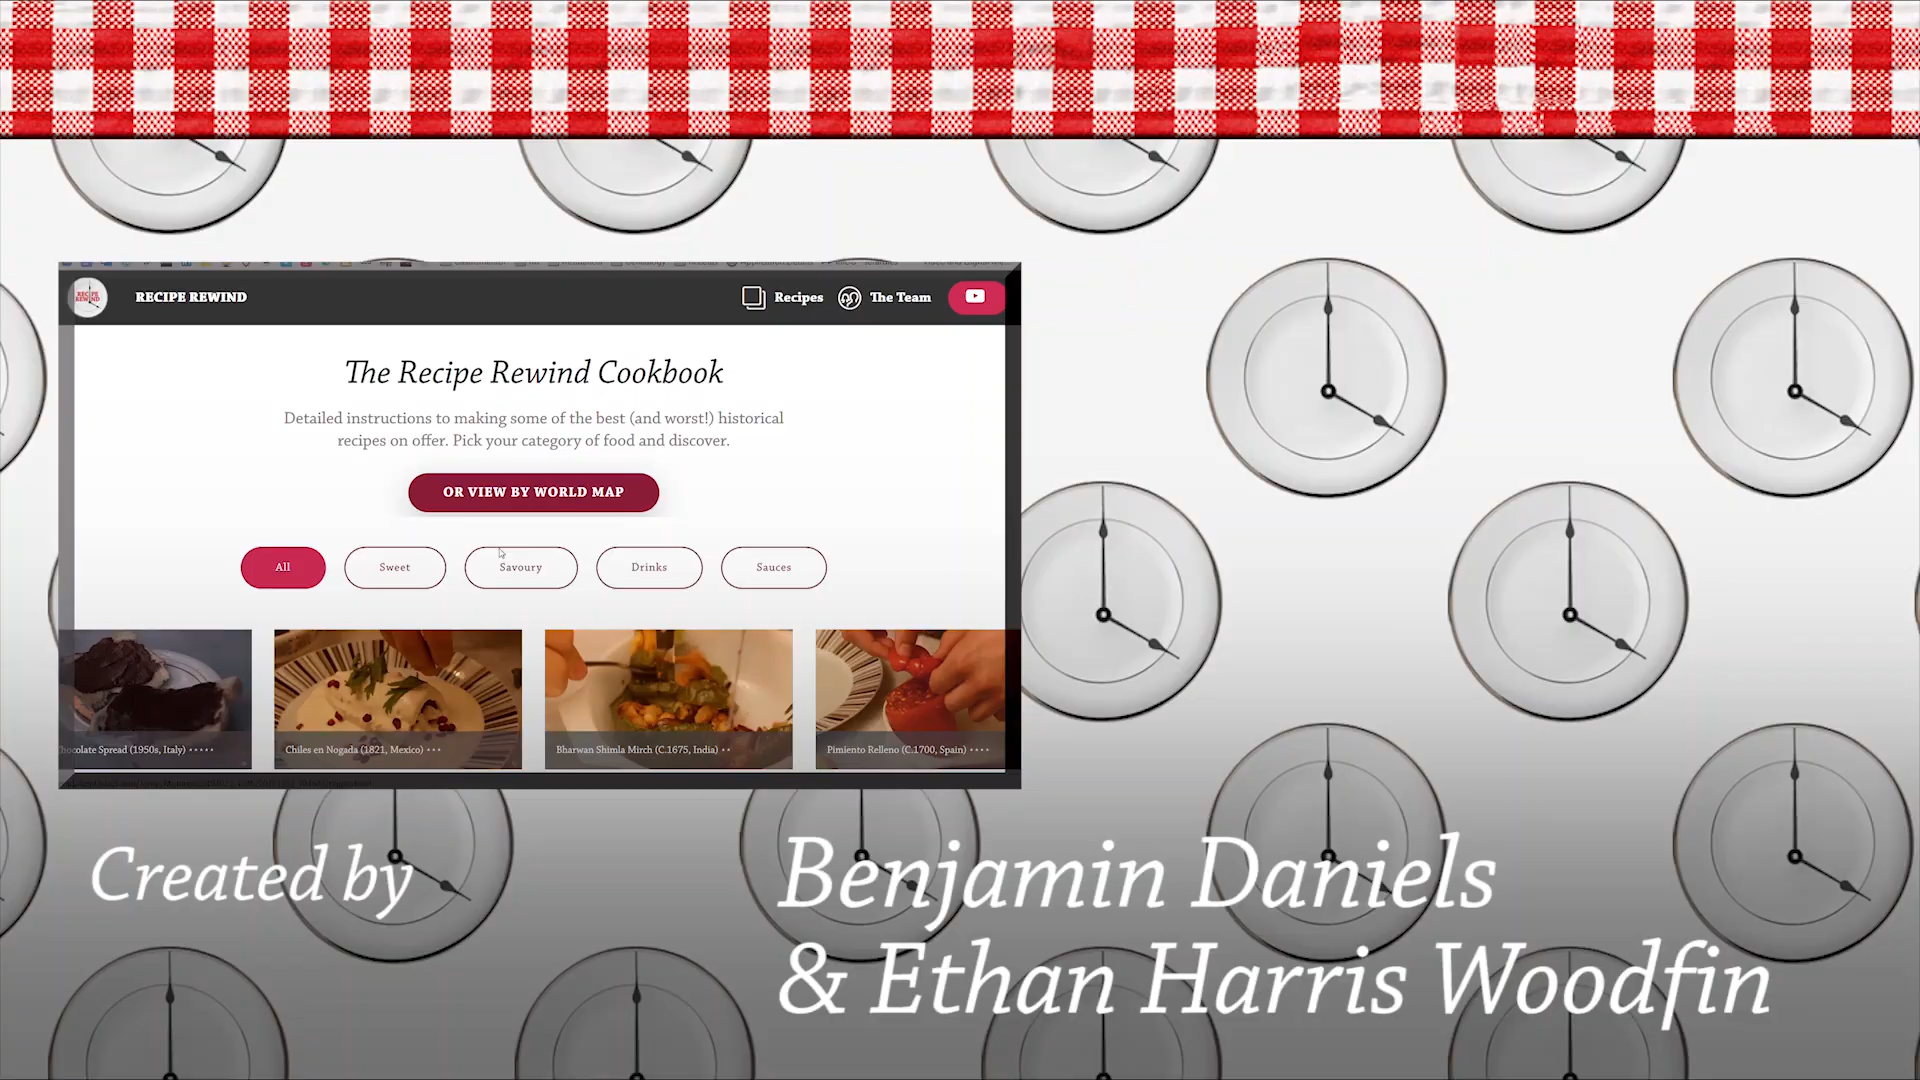 RECIPE REWIND
RECIPE REWIND
Recipes
The Team
The Recipe Rewind Cookbook
Detailed instructions to making some of the best (and worst!) historical
recipes on offer. Pick your category of food and discover.
OR VIEW BY WORLD MAP
All
Sweet
Savoury
Drinks
Sauces
Spread (1950s, Italy) •••••
Chiles en Nogada (1821, Mexico) •••
Bharwan Shimla Mirch (C.1675, India) ••
Pimiento Relleno (C.1700, Spain) ••••
Created by
Benjamin Daniels
& Ethan Harris Woodfin